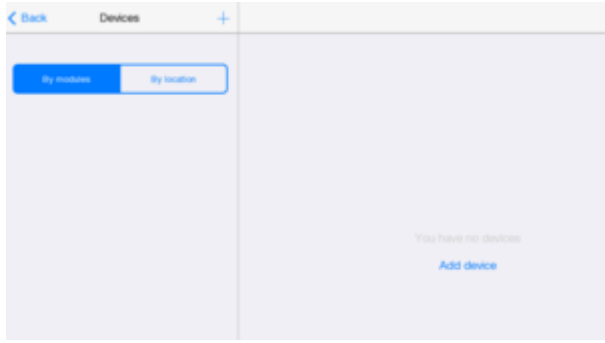 Back Devices +
By modules By location
You have no devices
Add device